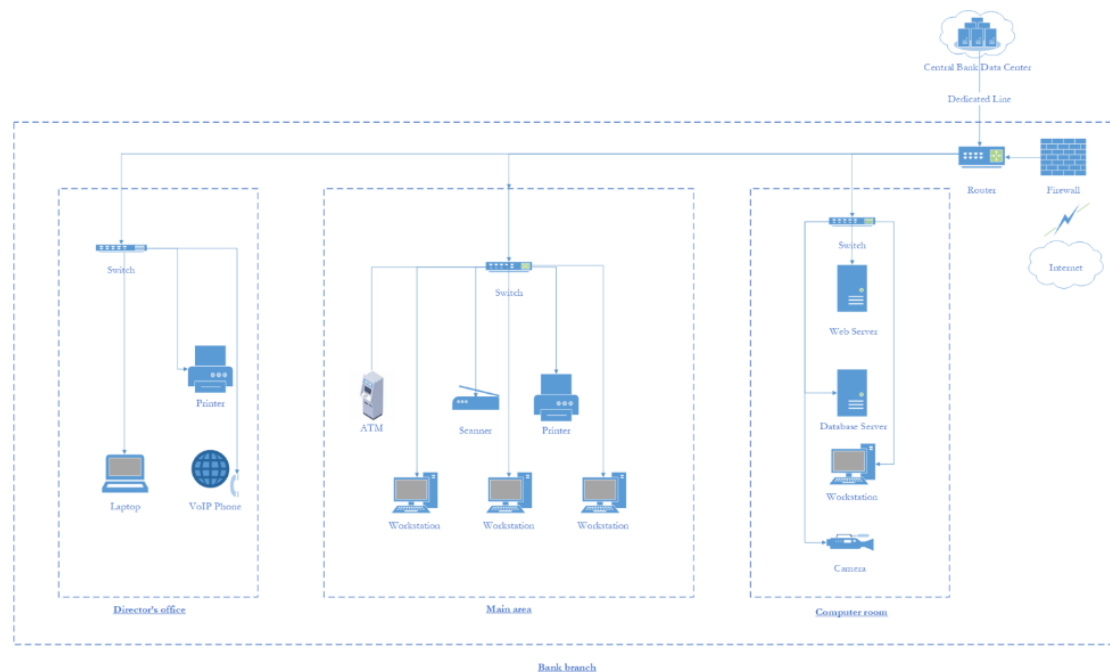 Central Bank Data Center
Dedicated Line
Router
Firewall
Internet
Switch
Printer
Laptop
VoIP Phone
Director's office
Switch
ATM
Scanner
Printer
Workstation
Workstation
Workstation
Main area
Switch
Web Server
Database Server
Workstation
Camera
Computer room
Bank branch